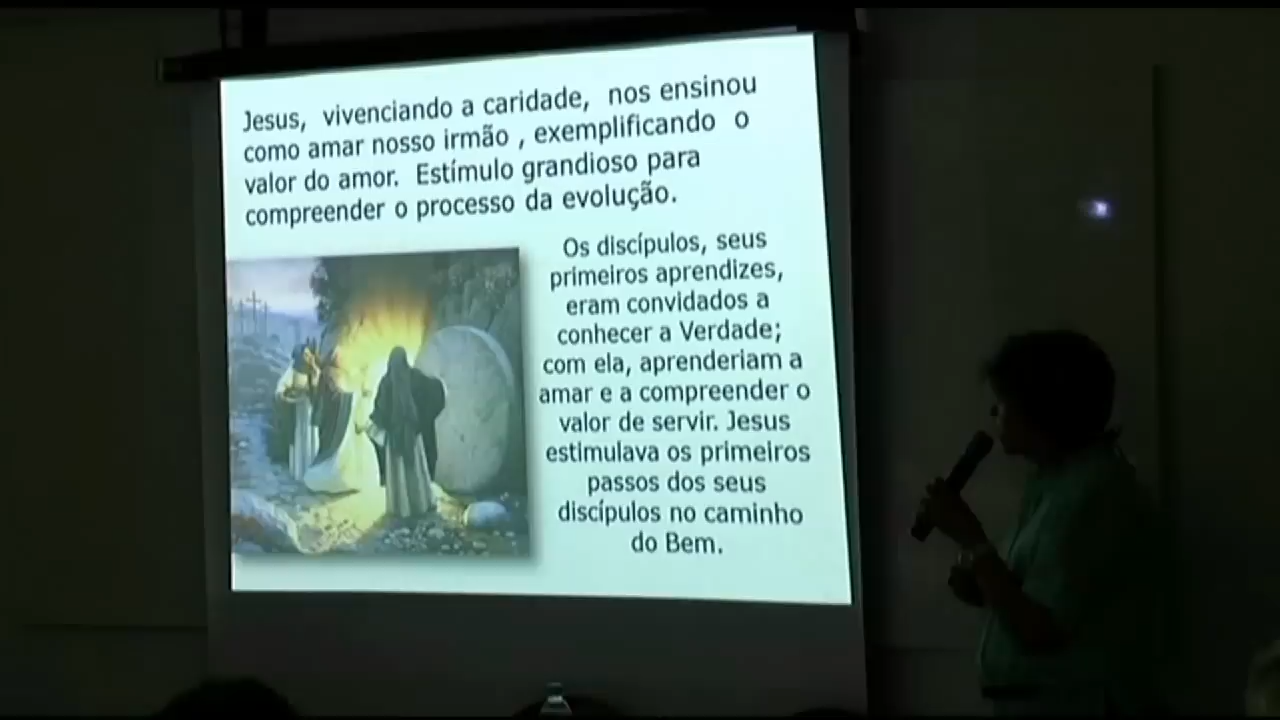 Jesus, vivenciando a caridade, nos ensinou
como amar nosso irmão , exemplificando o
valor do amor. Estímulo grandioso para
compreender o processo da evolução.
Os discípulos, seus
primeiros aprendizes,
eram convidados a
conhecer a Verdade;
com ela, aprenderiam a
amar e a compreender o
valor de servir. Jesus
estimulava os primeiros
passos dos seus
discípulos no caminho
do Bem.